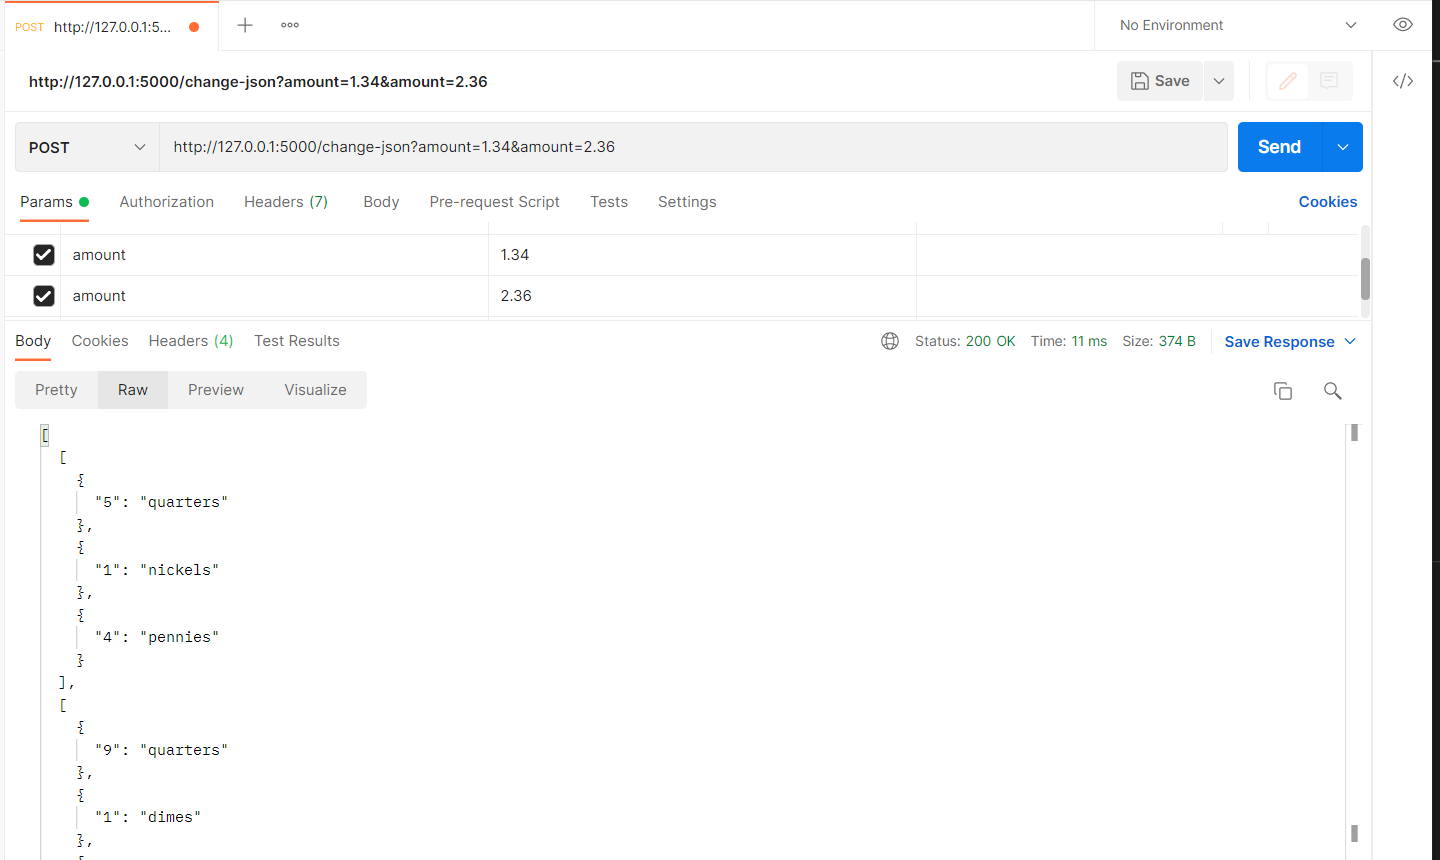 POST http://127.0.0.1:5... No Environment
http://127.0.0.1:5000/change-json?amount=1.34&amount=2.36 Save
POST http://127.0.0.1:5000/change-json?amount=1.34&amount=2.36 Send
Params Authorization Headers (7) Body Pre-request Script Tests Settings Cookies
amount 1.34
amount 2.36
Body Cookies Headers (4) Test Results Status: 200 OK Time: 11 ms Size: 374 B Save Response
Pretty Raw Preview Visualize
[
[
{
"5": "quarters"
},
{
"1": "nickels"
},
{
"4": "pennies"
}
],
[
{
"9": "quarters"
},
{
"1": "dimes"
},
{